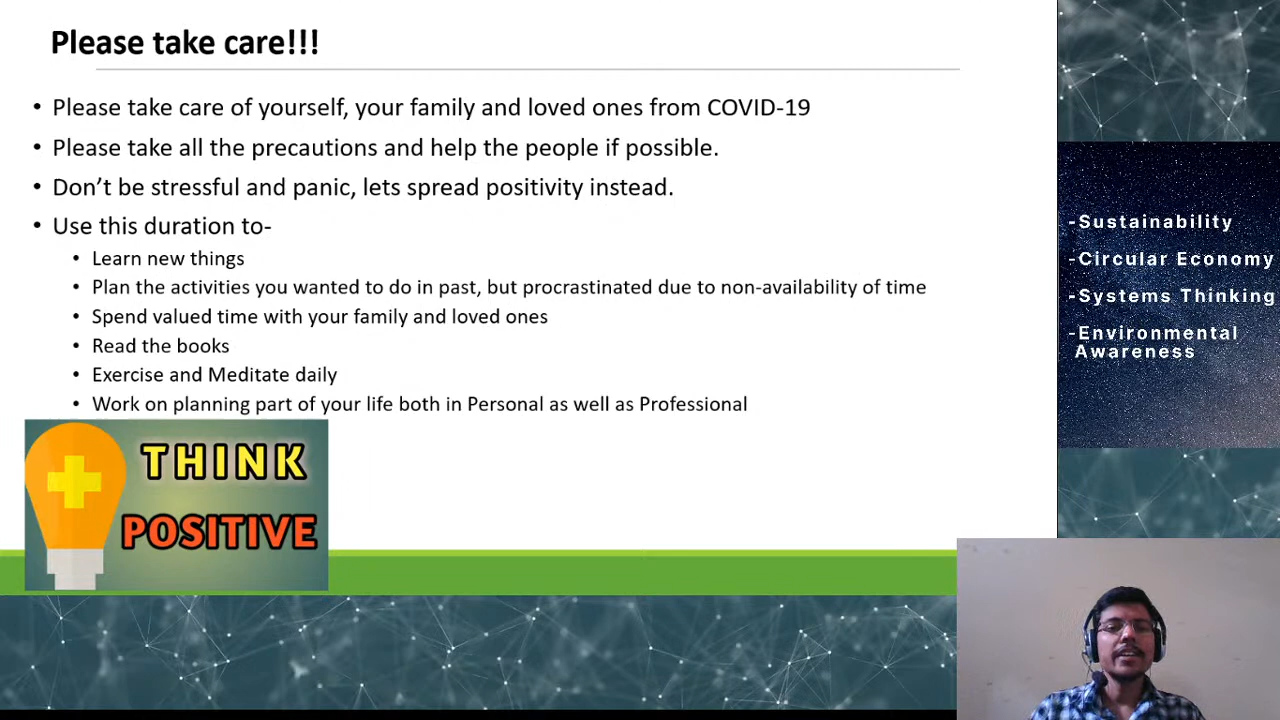 Please take care!!!
• Please take care of yourself, your family and loved ones from COVID-19
• Please take all the precautions and help the people if possible.
• Don't be stressful and panic, lets spread positivity instead.
• Use this duration to-
• Learn new things
• Plan the activities you wanted to do in past, but procrastinated due to non-availability of time
• Spend valued time with your family and loved ones
• Read the books
• Exercise and Meditate daily
• Work on planning part of your life both in Personal as well as Professional
THINK
POSITIVE
-Sustainability
-Circular Economy
-Systems Thinking
-Environmental
Awareness